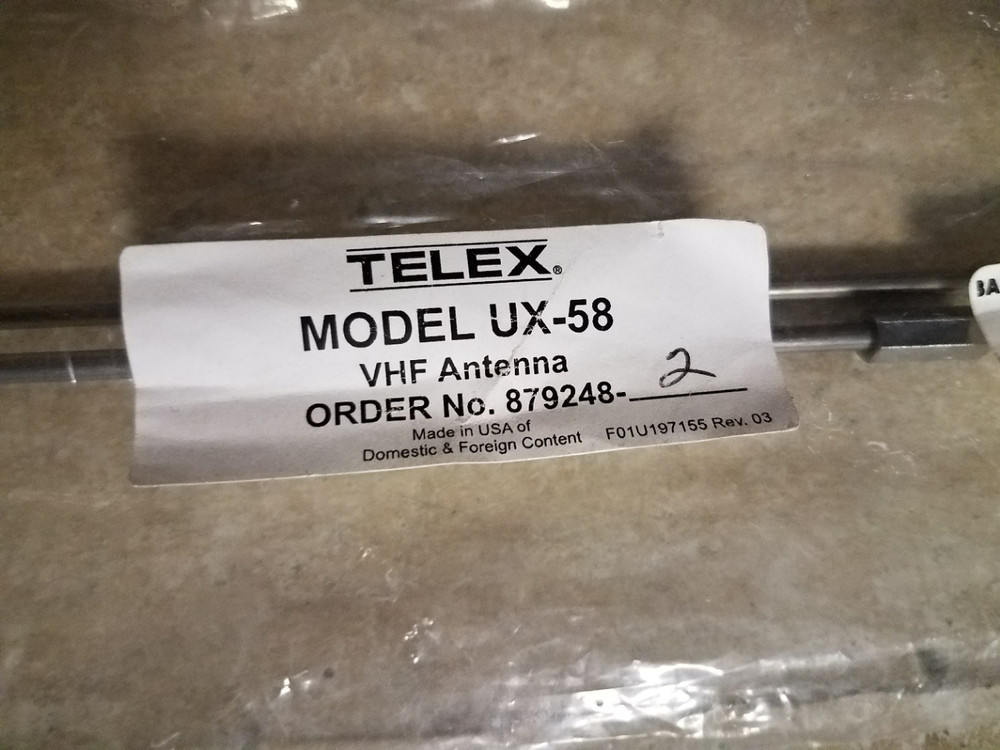 TELEX®
MODEL UX-58
VHF Antenna
ORDER No. 879248-2
Made in USA of
Domestic & Foreign Content F01U197155 Rev. 03